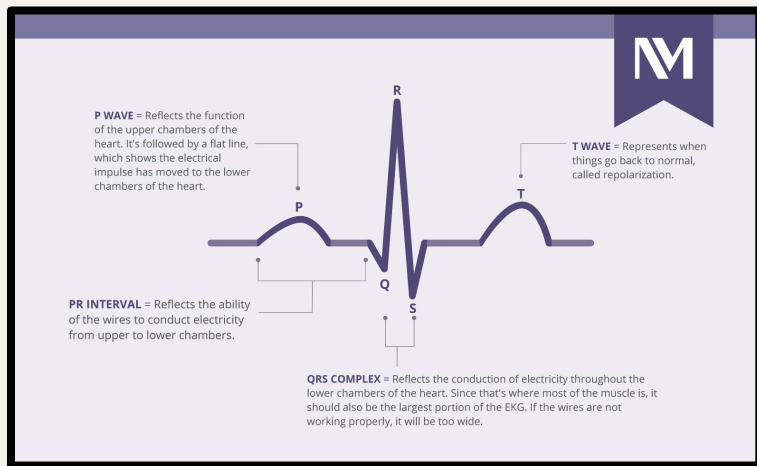 NM
R
P WAVE = Reflects the function
of the upper chambers of the
heart. It's followed by a flat line,
which shows the electrical
impulse has moved to the lower
chambers of the heart.
T WAVE = Represents when
things go back to normal,
called repolarization.
P
T
Q
S
PR INTERVAL = Reflects the ability
of the wires to conduct electricity
from upper to lower chambers.
QRS COMPLEX = Reflects the conduction of electricity throughout the
lower chambers of the heart. Since that's where most of the muscle is, it
should also be the largest portion of the EKG. If the wires are not
working properly, it will be too wide.